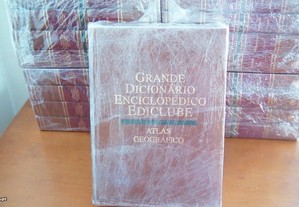 GRANDE
DICIONÁRIO
ENCICLOPÉDICO
EDICLUBE
ATLAS
GEOGRÁFICO